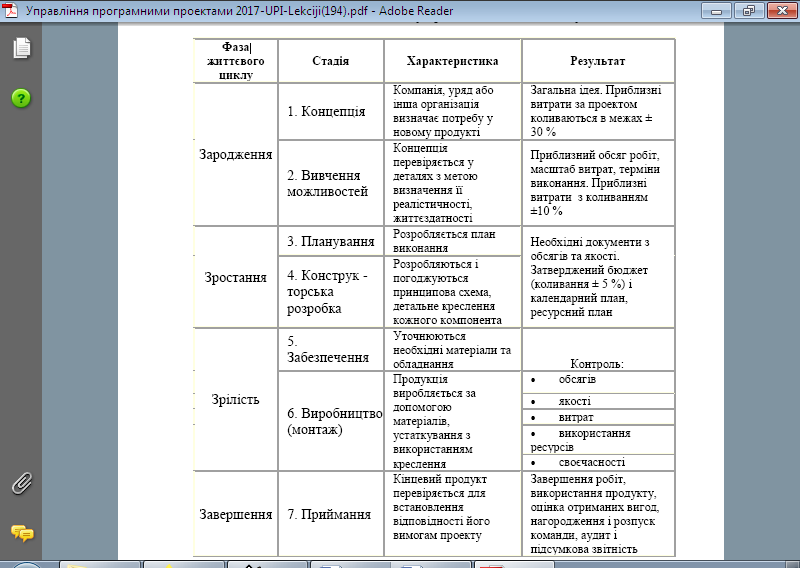 Управління програмними проектами 2017-UPI-Lekciji(194).pdf - Adobe Reader
Фаза
життєвого
циклу
Стадія
Характеристика
Результат
Зародження
1. Концепція
Компанія, уряд або
інша організація
визначає потребу у
новому продукті
Загальна ідея. Приблизні
витрати за проектом
коливаються в межах ±
30 %
2. Вивчення
можливостей
Концепція
перевіряється у
деталях з метою
визначення її
реалістичності,
життєздатності
Приблизний обсяг робіт,
масштаб витрат, терміни
виконання. Приблизні
витрати з коливанням
±10 %
Зростання
3. Планування
Розробляється план
виконання
Необхідні документи з
обсягів та якості.
Затверджений бюджет
(коливання ± 5 %) і
календарний план,
ресурсний план
4. Конструк -
торська
розробка
Розробляються і
погоджуються
принципова схема,
детальне креслення
кожного компонента
Зрілість
5.
Забезпечення
Уточнюються
необхідні матеріали та
обладнання
Контроль:
6. Виробництво
(монтаж)
Продукція
виробляється за
допомогою
матеріалів,
устаткування з
використанням
креслення
• обсягів
• якості
• витрат
• використання
ресурсів
• своєчасності
Завершення
7. Приймання
Кінцевий продукт
перевіряється для
встановлення
відповідності його
вимогам проекту
Завершення робіт,
використання продукту,
оцінка отриманих вигод,
нагородження і розпуск
команди, аудит і
підсумкова звітність